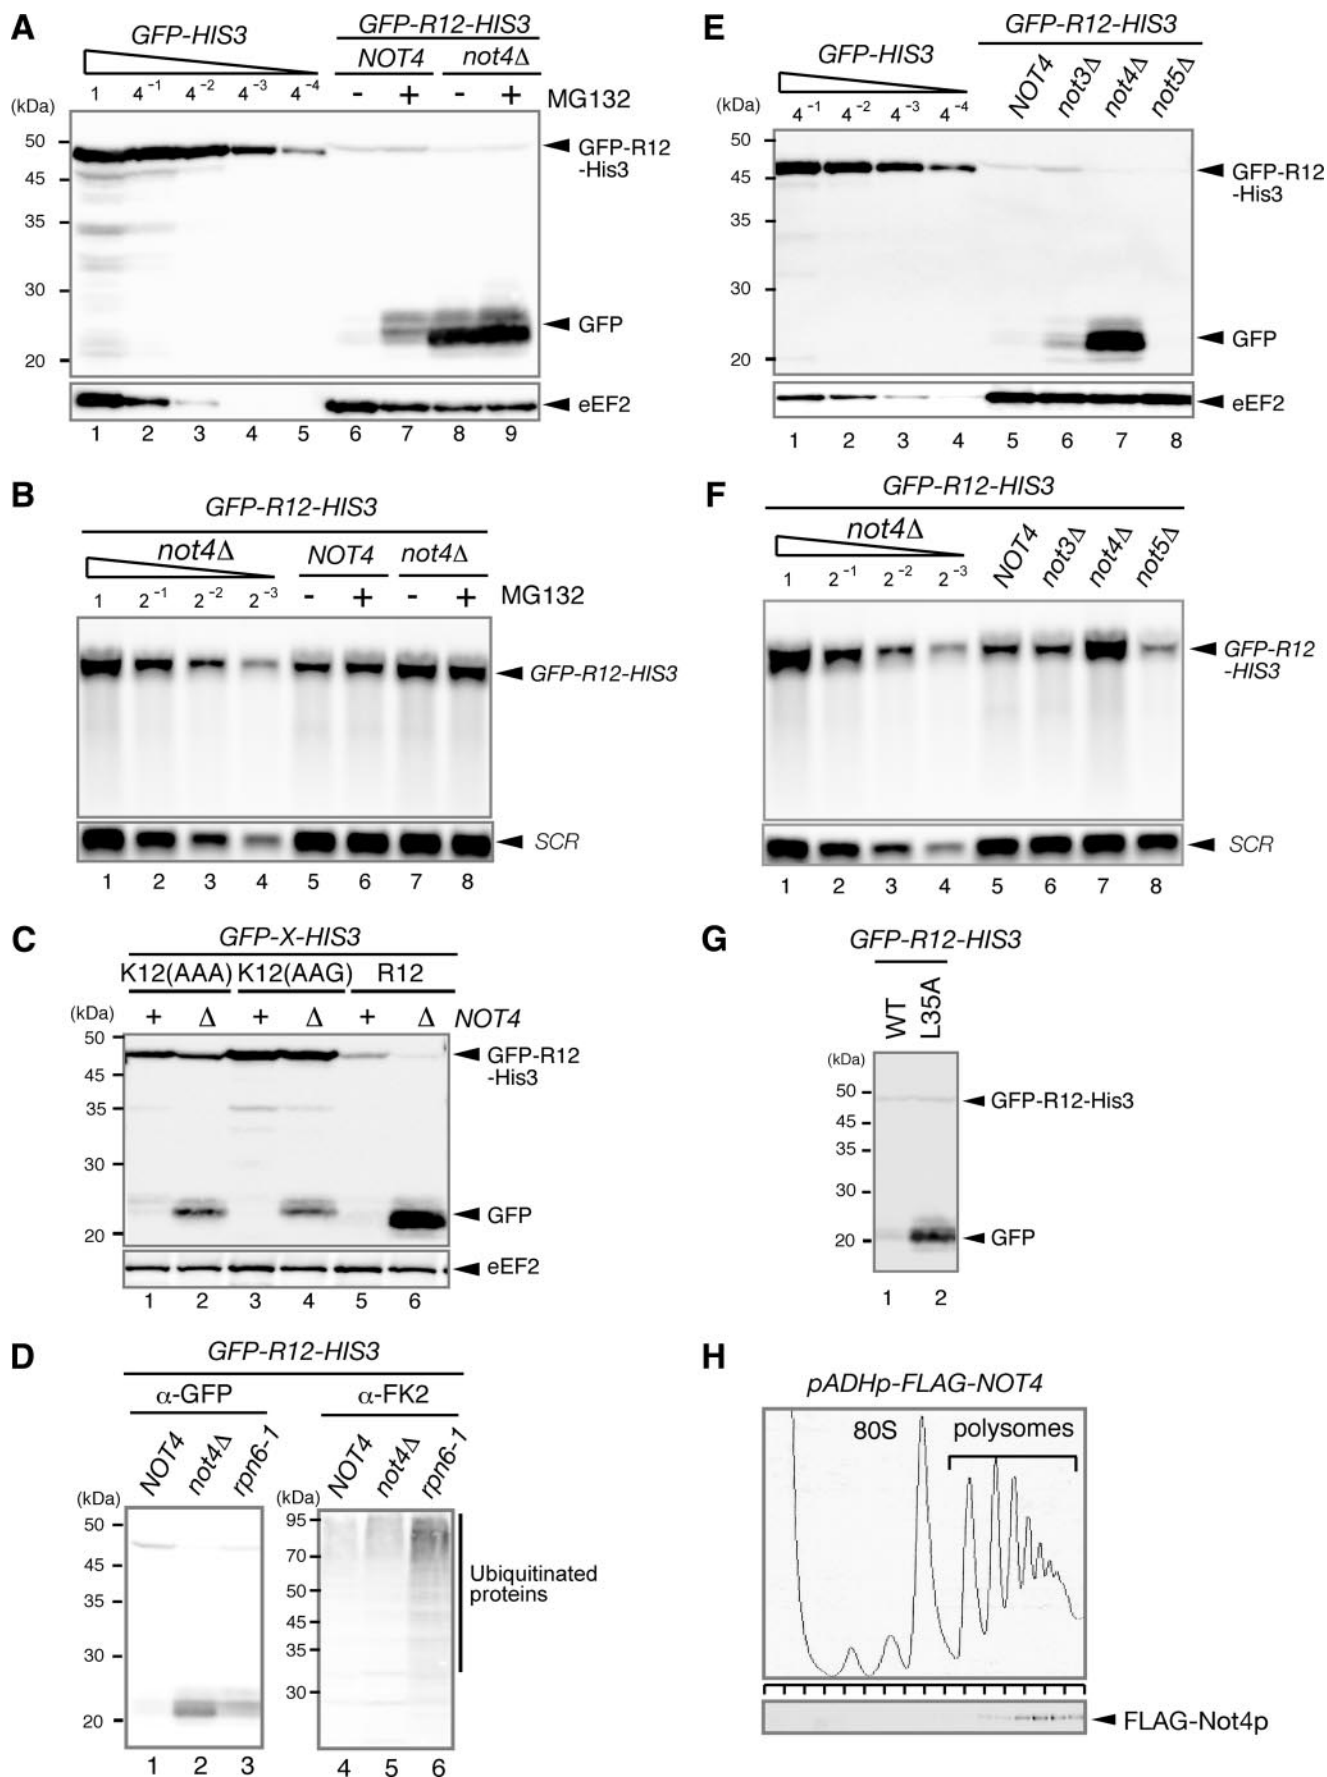 A
GFP-HIS3
GFP-R12-HIS3
NOT4
not4Δ
1 4⁻¹ 4⁻² 4⁻³ 4⁻⁴
- + - + MG132
(kDa)
50
45
35
30
20
GFP-R12
-His3
GFP
eEF2
1 2 3 4 5 6 7 8 9
B
GFP-R12-HIS3
not4Δ
NOT4
not4Δ
1 2⁻¹ 2⁻² 2⁻³
- + - + MG132
GFP-R12-HIS3
SCR
1 2 3 4 5 6 7 8
C
GFP-X-HIS3
K12(AAA) K12(AAG) R12
+ Δ + Δ + Δ NOT4
(kDa)
50
45
35
30
20
GFP-R12
-His3
GFP
eEF2
1 2 3 4 5 6
D
GFP-R12-HIS3
α-GFP
α-FK2
NOT4
not4Δ
rpn6-1
NOT4
not4Δ
rpn6-1
(kDa)
50
45
35
30
20
(kDa)
95
70
50
45
35
30
Ubiquitinated
proteins
1 2 3 4 5 6
E
GFP-HIS3
GFP-R12-HIS3
4⁻¹ 4⁻² 4⁻³ 4⁻⁴
NOT4
not3Δ
not4Δ
not5Δ
(kDa)
50
45
35
30
20
GFP-R12
-His3
GFP
eEF2
1 2 3 4 5 6 7 8
F
GFP-R12-HIS3
not4Δ
1 2⁻¹ 2⁻² 2⁻³
NOT4
not3Δ
not4Δ
not5Δ
GFP-R12
-HIS3
SCR
1 2 3 4 5 6 7 8
G
GFP-R12-HIS3
WT
L35A
(kDa)
50
45
35
30
20
GFP-R12-His3
GFP
1 2
H
pADHp-FLAG-NOT4
80S
polysomes
FLAG-Not4p